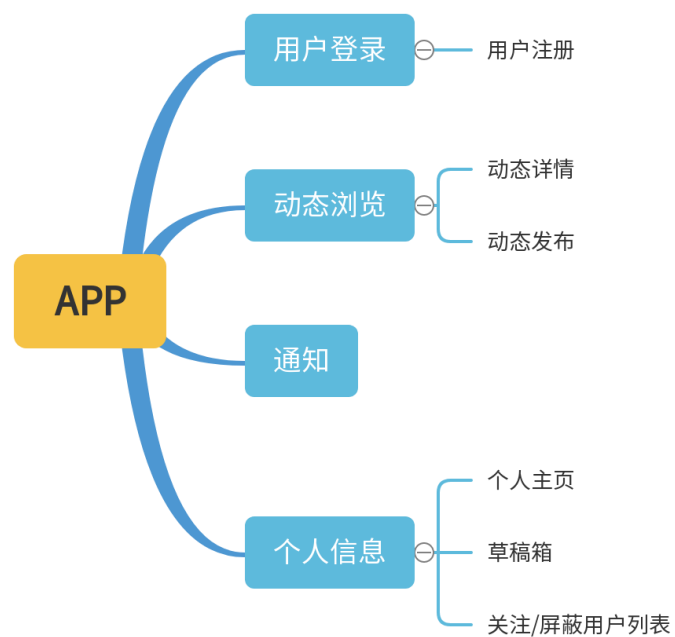 APP
用户登录
用户注册
动态浏览
动态详情
动态发布
通知
个人信息
个人主页
草稿箱
关注/屏蔽用户列表